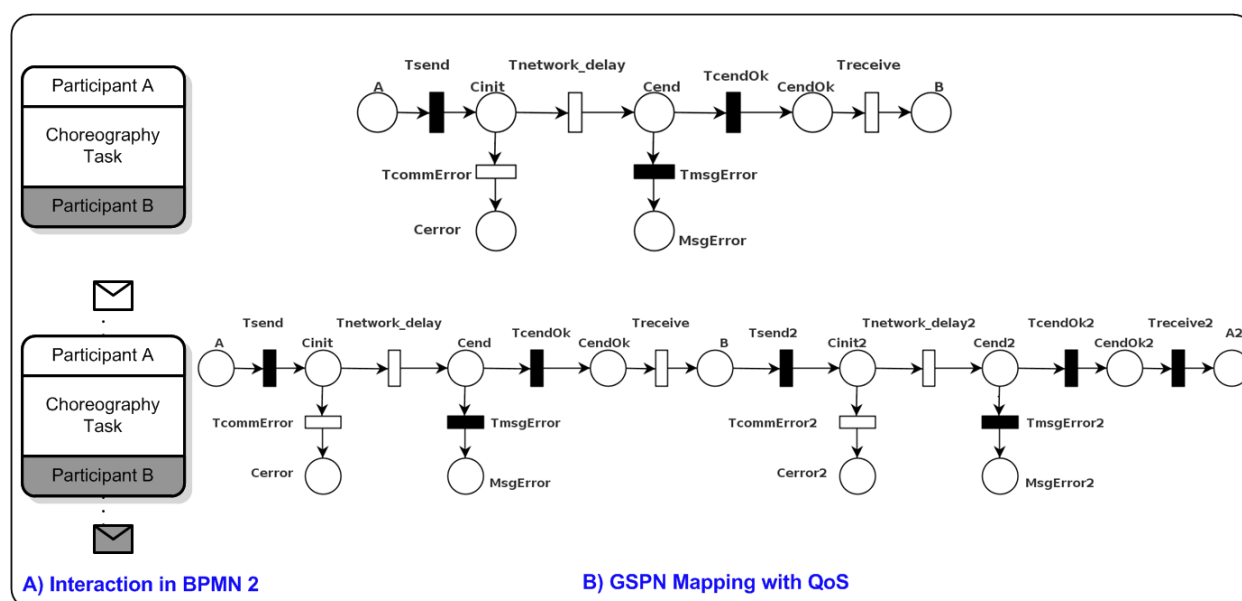 Participant A
Choreography
Task
Participant B
A
Tsend
Cinit
Tnetwork_delay
Cend
TcendOk
CendOk
Treceive
B
TcommError
TmsgError
Cerror
MsgError
Participant A
Choreography
Task
Participant B
A
Tsend
Cinit
Tnetwork_delay
Cend
TcendOk
CendOk
Treceive
B
Tsend2
Cinit2
Tnetwork_delay2
Cend2
TcendOk2
CendOk2
Treceive2
A2
TcommError
TmsgError
TcommError2
TmsgError2
Cerror
MsgError
Cerror2
MsgError2
A) Interaction in BPMN 2
B) GSPN Mapping with QoS